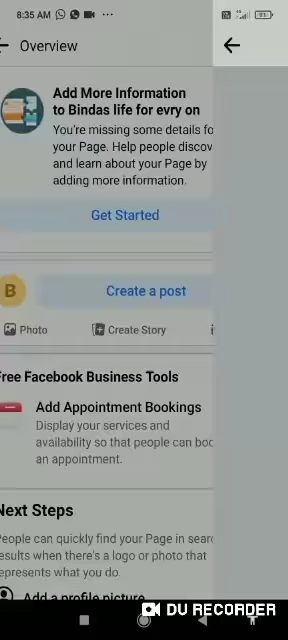 8:35 AM
Overview
Add More Information
to Bindas life for evry on
You're missing some details fo
your Page. Help people discov
and learn about your Page by
adding more information.
Get Started
B
Create a post
Photo
Create Story
Free Facebook Business Tools
Add Appointment Bookings
Display your services and
availability so that people can boo
an appointment.
Next Steps
People can quickly find your Page in searc
results when there's a logo or photo that
represents what you do.
Add a profile picture
DU RECORDER